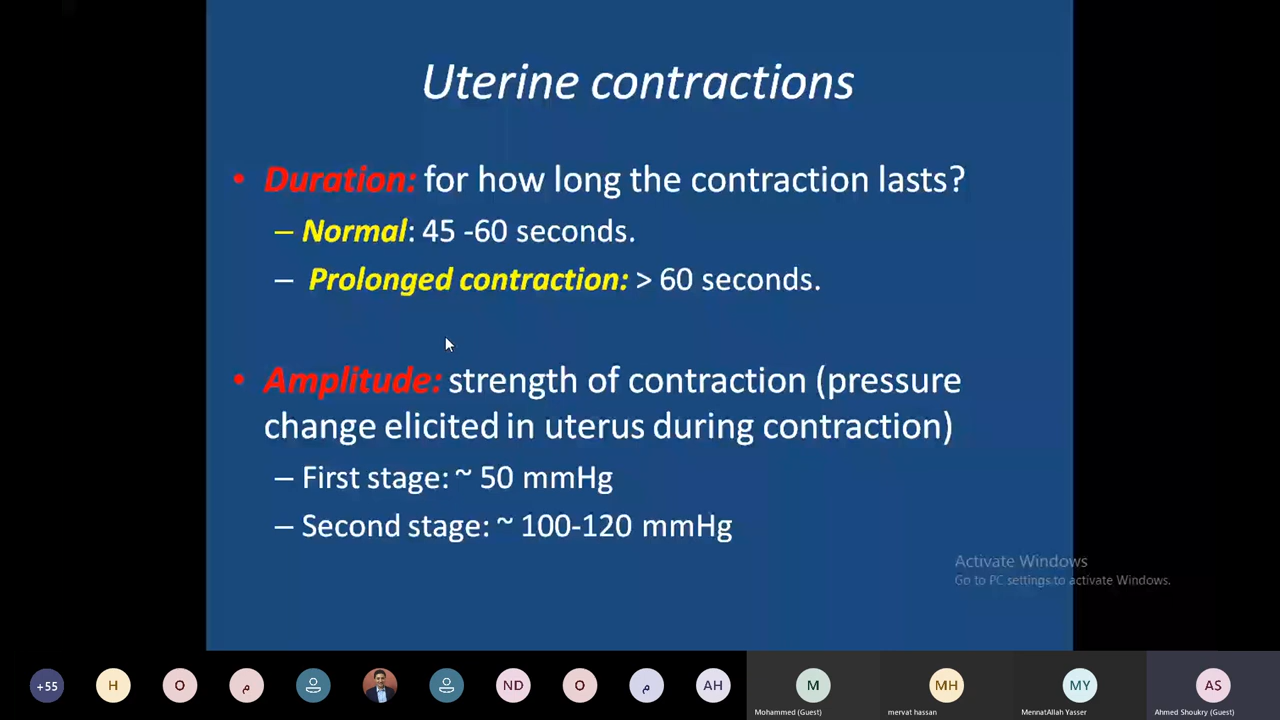 Uterine contractions
• Duration: for how long the contraction lasts?
– Normal: 45 -60 seconds.
– Prolonged contraction: > 60 seconds.
• Amplitude: strength of contraction (pressure
change elicited in uterus during contraction)
– First stage: ~ 50 mmHg
– Second stage: ~ 100-120 mmHg
Activate Windows
Go to PC settings to activate Windows.
+55 H O م ND O م AH M MH MY AS
Mohammed (Guest) mervat hassan MennatAllah Yasser Ahmed Shoukry (Guest)